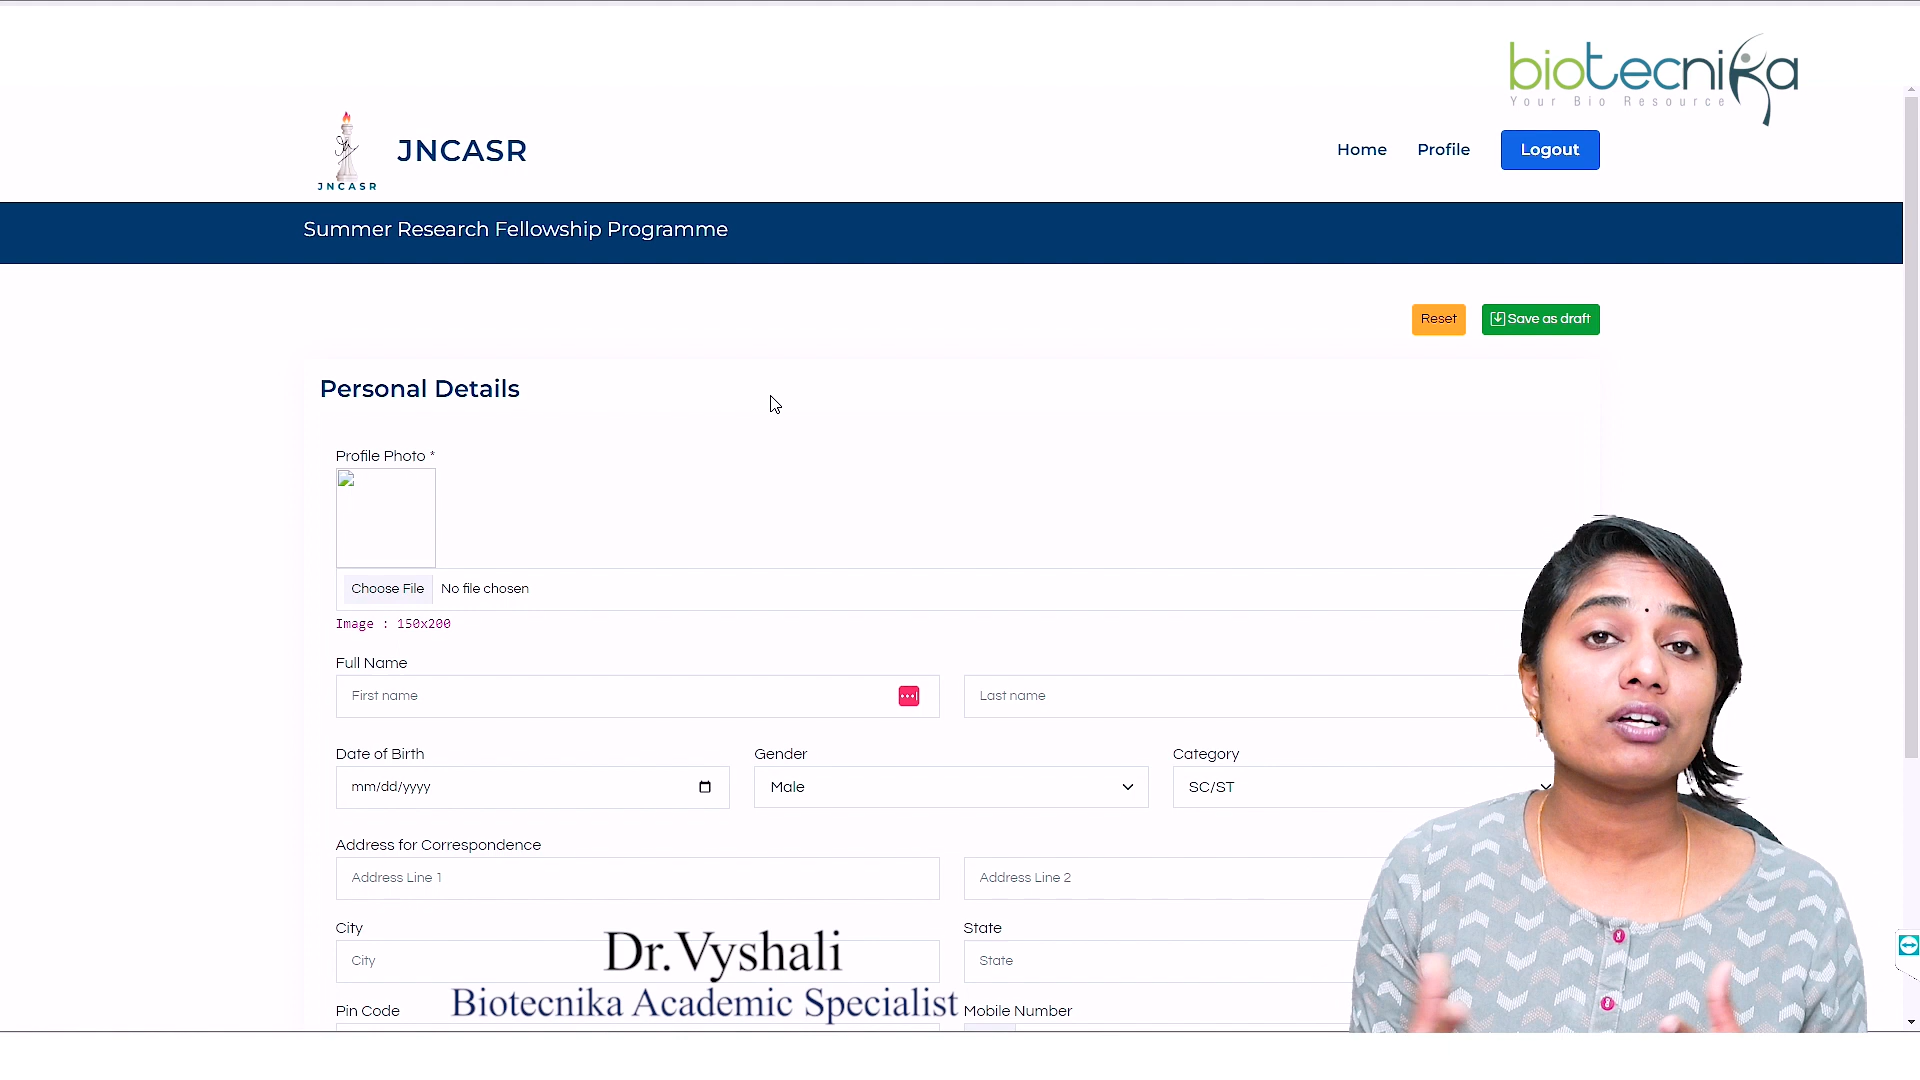 biotecnika
Your Bio Resource
JNCASR
JNCASR
Home
Profile
Logout
Summer Research Fellowship Programme
Reset
Save as draft
Personal Details
Profile Photo *
Choose File No file chosen
Image : 150x200
Full Name
First name
Last name
Date of Birth
Gender
Category
mm/dd/yyyy
Male
SC/ST
Address for Correspondence
Address Line 1
Address Line 2
City
State
City
State
Dr.Vyshali
Biotecnika Academic Specialist
Pin Code
Mobile Number